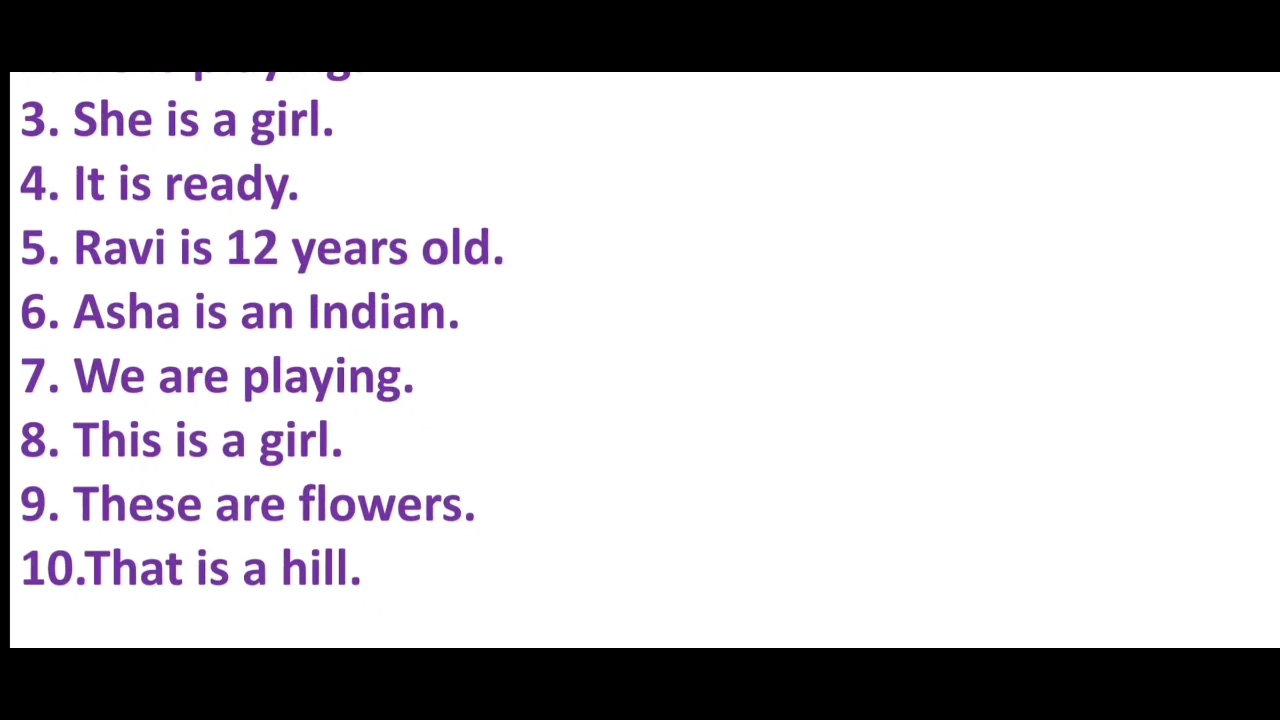 3. She is a girl.
4. It is ready.
5. Ravi is 12 years old.
6. Asha is an Indian.
7. We are playing.
8. This is a girl.
9. These are flowers.
10.That is a hill.